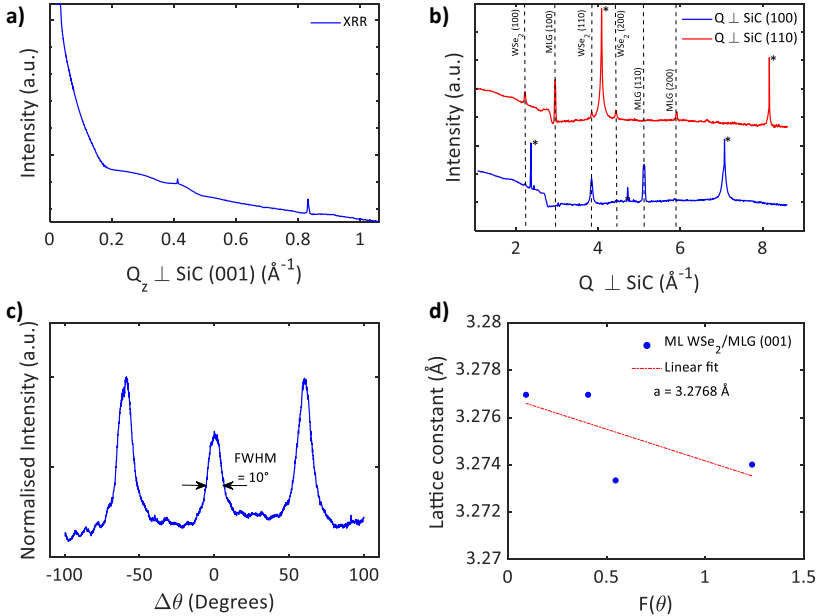 a)
XRR
Intensity (a.u.)
0
0.2
0.4
0.6
0.8
1
Q_z ⊥ SiC (001) (Å⁻¹)
b)
Q ⊥ SiC (100)
Q ⊥ SiC (110)
WSe₂ (100)
MLG (100)
WSe₂ (110)
WSe₂ (200)
MLG (110)
MLG (200)
*
*
*
*
Intensity (a.u.)
2
4
6
8
Q ⊥ SiC (Å⁻¹)
c)
Normalised Intensity (a.u.)
FWHM
= 10°
-100
-50
0
50
100
Δθ (Degrees)
d)
Lattice constant (Å)
3.28
3.278
3.276
3.274
3.272
3.27
ML WSe₂/MLG (001)
Linear fit
a = 3.2768 Å
0
0.5
1
1.5
F(θ)